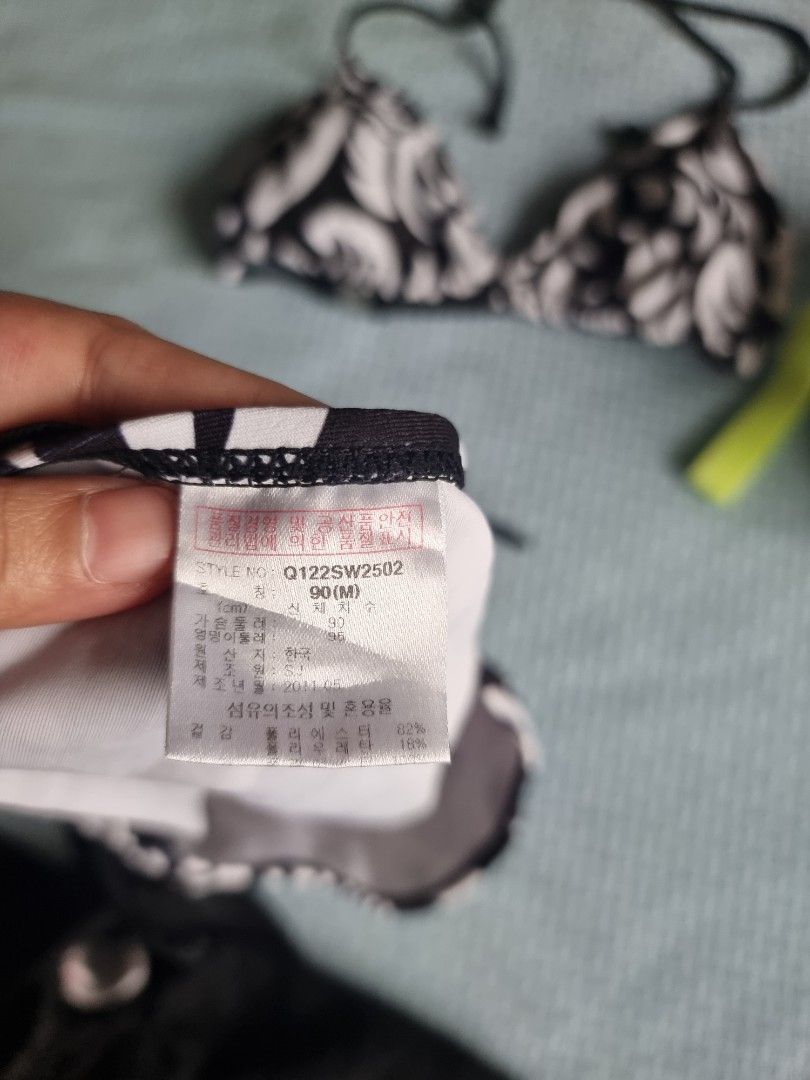 품질경영 및 공산품안전
관리법에 의한 품질표시
STYLE NO: Q122SW2502
호 칭: 90(M)
(cm) 신 체 치 수
가슴둘레: 90
엉덩이둘레: 95
원 산 지: 한국
제 조 원: SJ
제 조 년 월: 2011
섬유의조성 및 혼용율
겉 감 폴 리 에 스 터 82%
폴 리 우 레 탄 18%